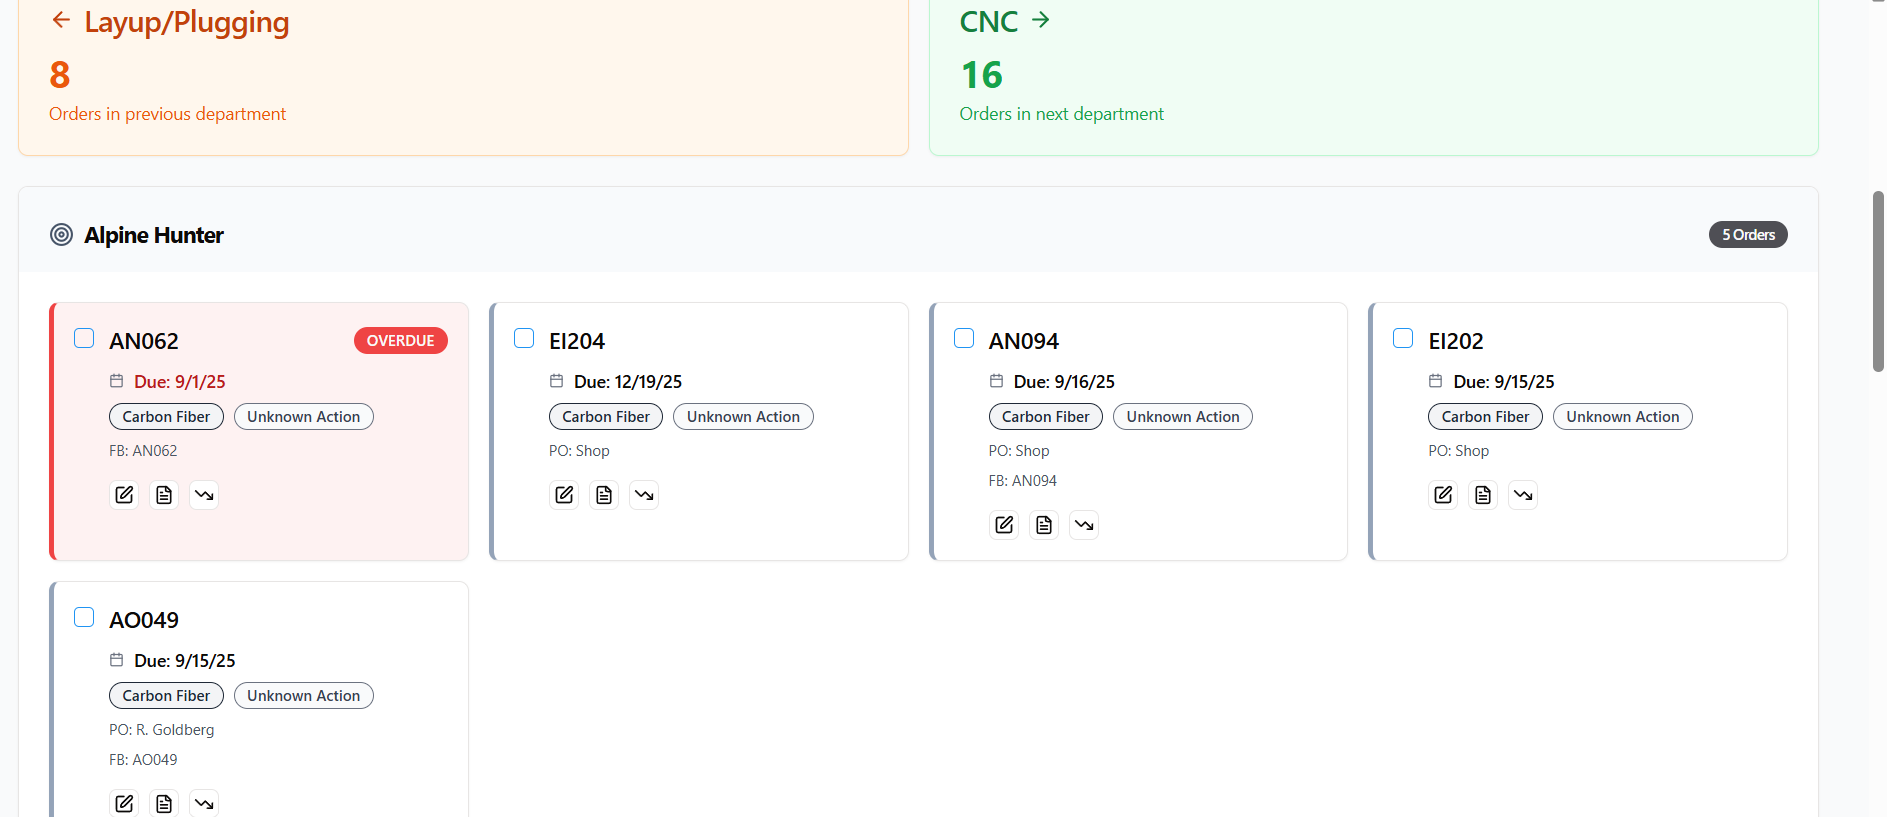 ← Layup/Plugging
8
Orders in previous department
CNC →
16
Orders in next department
Alpine Hunter
5 Orders
AN062
OVERDUE
Due: 9/1/25
Carbon Fiber
Unknown Action
FB: AN062
EI204
Due: 12/19/25
Carbon Fiber
Unknown Action
PO: Shop
AN094
Due: 9/16/25
Carbon Fiber
Unknown Action
PO: Shop
FB: AN094
EI202
Due: 9/15/25
Carbon Fiber
Unknown Action
PO: Shop
AO049
Due: 9/15/25
Carbon Fiber
Unknown Action
PO: R. Goldberg
FB: AO049